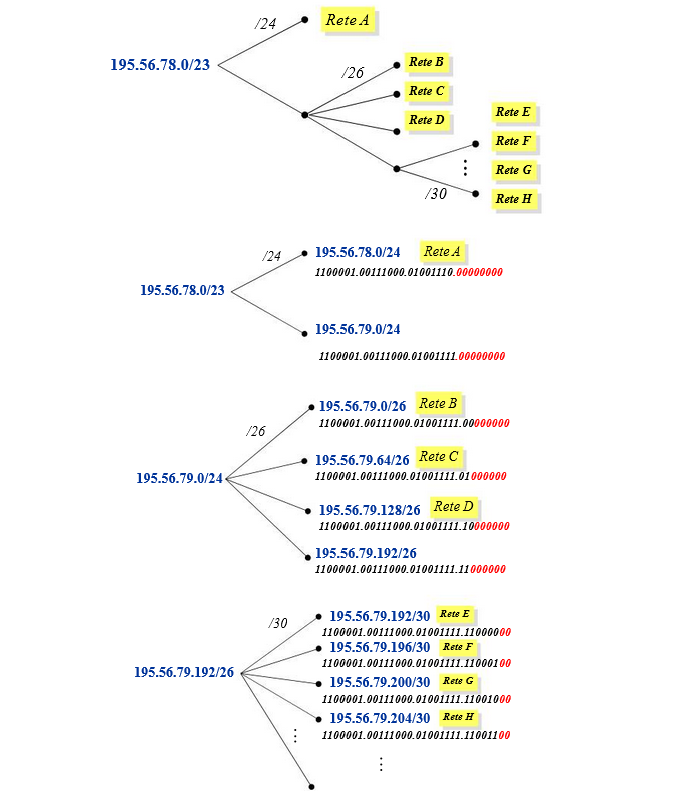 /24
Rete A
195.56.78.0/23
/26
Rete B
Rete C
Rete D
Rete E
Rete F
⋮
Rete G
/30
Rete H
/24
195.56.78.0/24 Rete A
1100001.00111000.01001110.00000000
195.56.78.0/23
195.56.79.0/24
1100001.00111000.01001111.00000000
195.56.79.0/26 Rete B
1100001.00111000.01001111.00000000
/26
195.56.79.64/26 Rete C
1100001.00111000.01001111.01000000
195.56.79.0/24
195.56.79.128/26 Rete D
1100001.00111000.01001111.10000000
195.56.79.192/26
1100001.00111000.01001111.11000000
/30
195.56.79.192/30 Rete E
1100001.00111000.01001111.11000000
195.56.79.196/30 Rete F
1100001.00111000.01001111.11000100
195.56.79.192/26
195.56.79.200/30 Rete G
1100001.00111000.01001111.11001000
195.56.79.204/30 Rete H
1100001.00111000.01001111.11001100
⋮
⋮